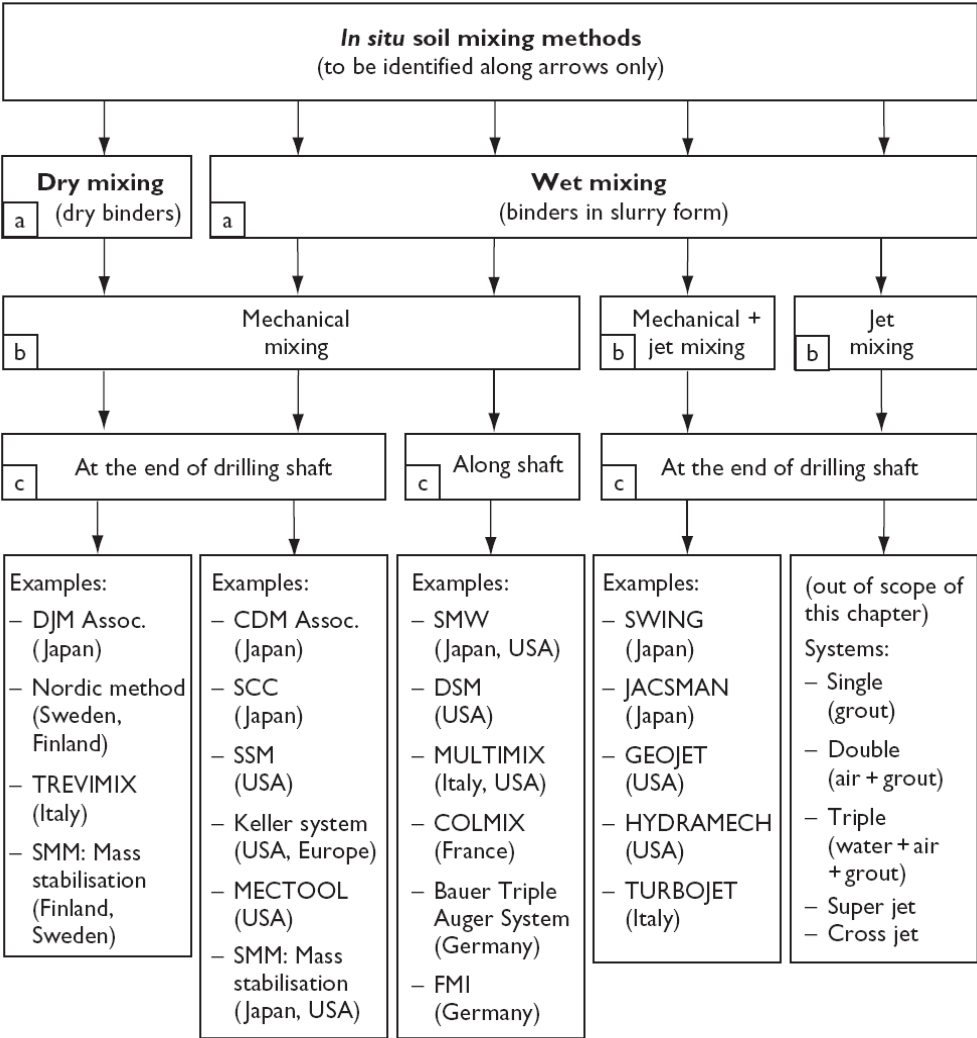 In situ soil mixing methods
(to be identified along arrows only)
Dry mixing
a (dry binders)
Wet mixing
a (binders in slurry form)
Mechanical
mixing
b
Mechanical +
b jet mixing
Jet
b mixing
At the end of drilling shaft
c
Along shaft
c
At the end of drilling shaft
c
Examples:
– DJM Assoc.
(Japan)
– Nordic method
(Sweden,
Finland)
– TREVIMIX
(Italy)
– SMM: Mass
stabilisation
(Finland,
Sweden)
Examples:
– CDM Assoc.
(Japan)
– SCC
(Japan)
– SSM
(USA)
– Keller system
(USA, Europe)
– MECTOOL
(USA)
– SMM: Mass
stabilisation
(Japan, USA)
Examples:
– SMW
(Japan, USA)
– DSM
(USA)
– MULTIMIX
(Italy, USA)
– COLMIX
(France)
– Bauer Triple
Auger System
(Germany)
– FMI
(Germany)
Examples:
– SWING
(Japan)
– JACSMAN
(Japan)
– GEOJET
(USA)
– HYDRAMECH
(USA)
– TURBOJET
(Italy)
(out of scope of
this chapter)
Systems:
– Single
(grout)
– Double
(air + grout)
– Triple
(water + air
+ grout)
– Super jet
– Cross jet